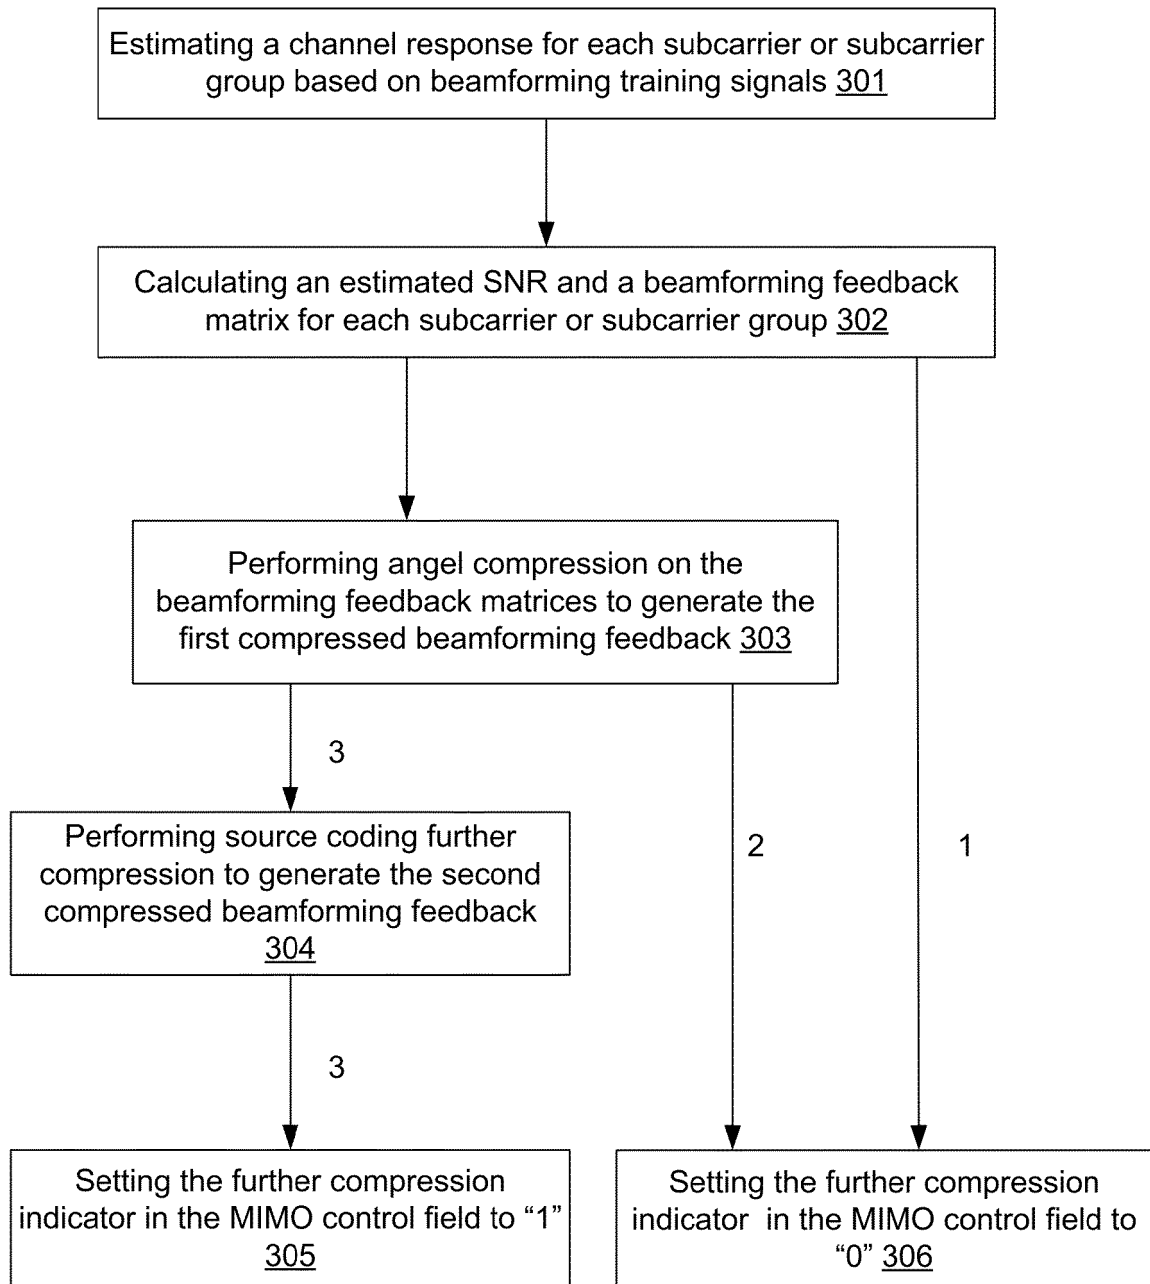 Estimating a channel response for each subcarrier or subcarrier
group based on beamforming training signals 301
Calculating an estimated SNR and a beamforming feedback
matrix for each subcarrier or subcarrier group 302
Performing angel compression on the
beamforming feedback matrices to generate the
first compressed beamforming feedback 303
3
Performing source coding further
compression to generate the second
compressed beamforming feedback
304
2
1
3
Setting the further compression
indicator in the MIMO control field to “1”
305
Setting the further compression
indicator in the MIMO control field to
“0” 306